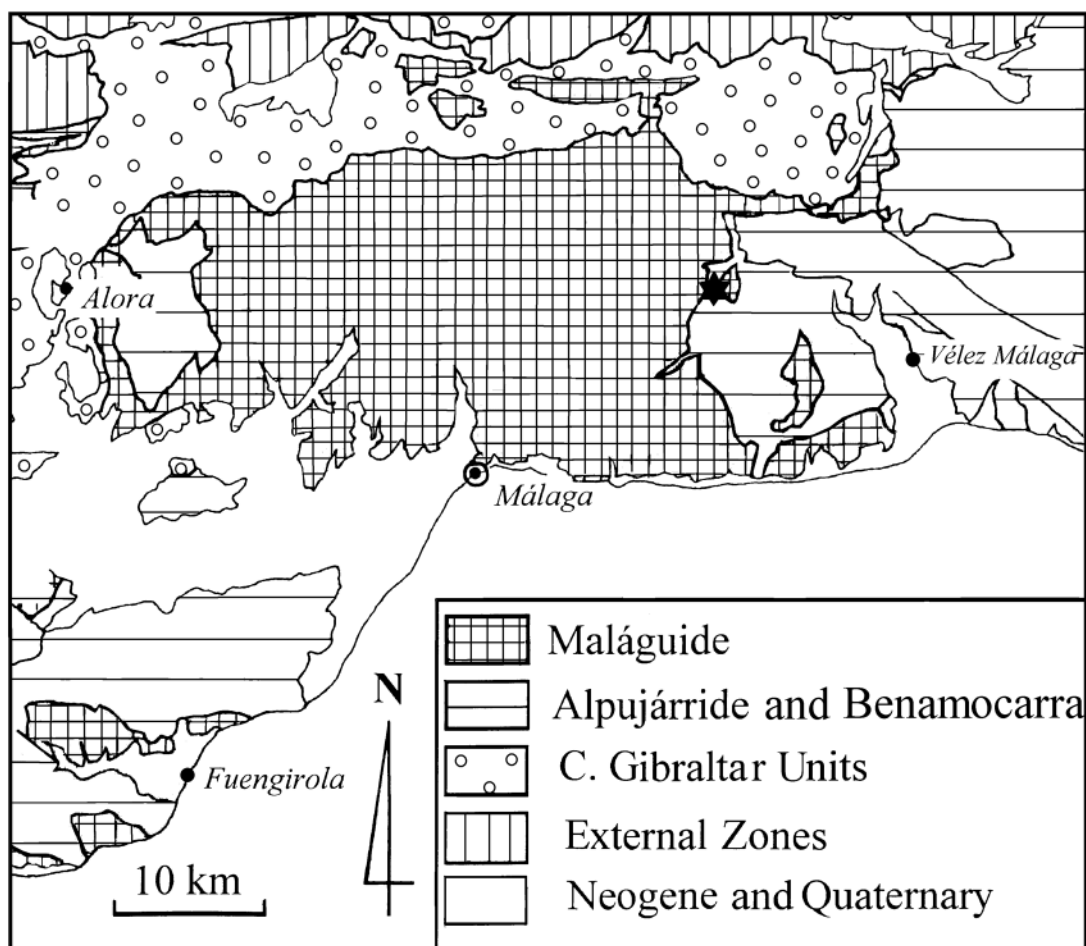 Alora
Vélez Málaga
Málaga
Fuengirola
N
10 km
Maláguide
Alpujárride and Benamocarra
C. Gibraltar Units
External Zones
Neogene and Quaternary